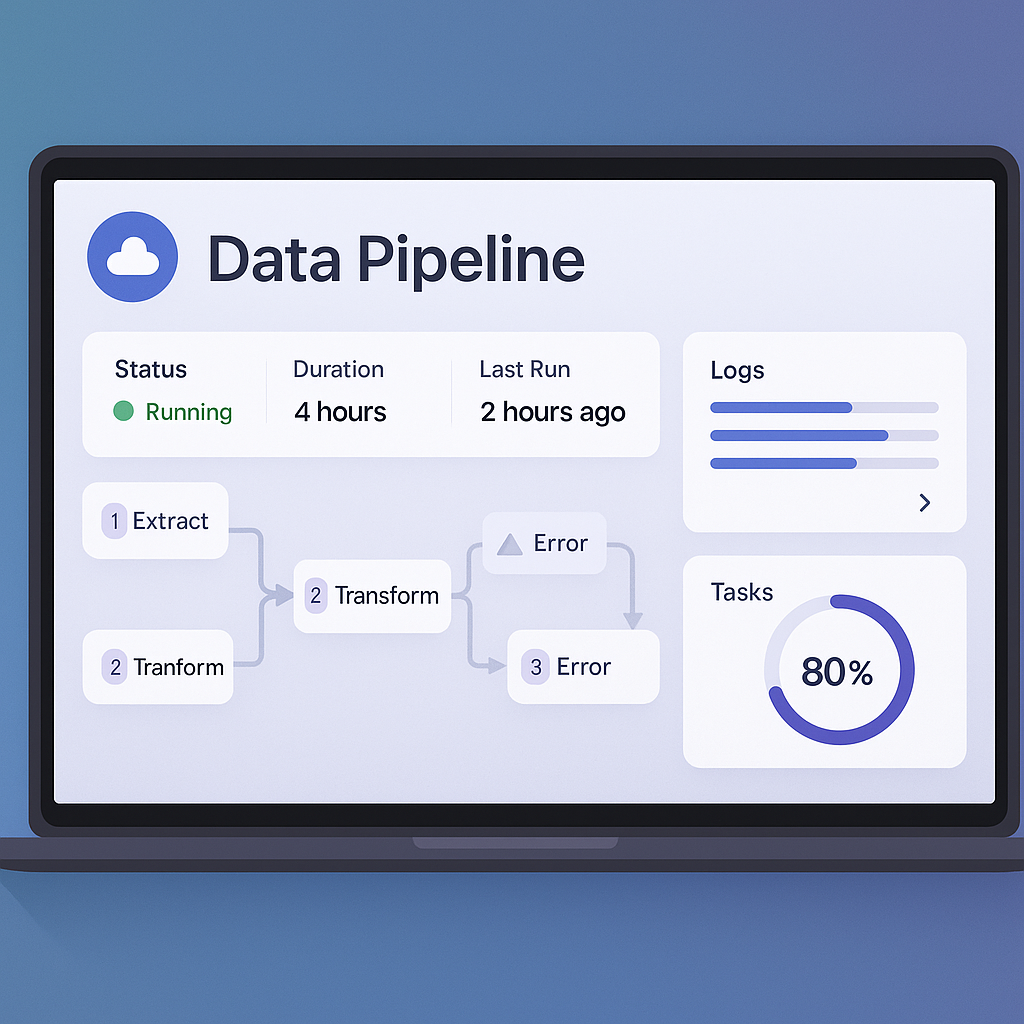 Data Pipeline
Status
Running
Duration
4 hours
Last Run
2 hours ago
Logs
1 Extract
2 Tranform
2 Transform
Error
3 Error
Tasks
80%